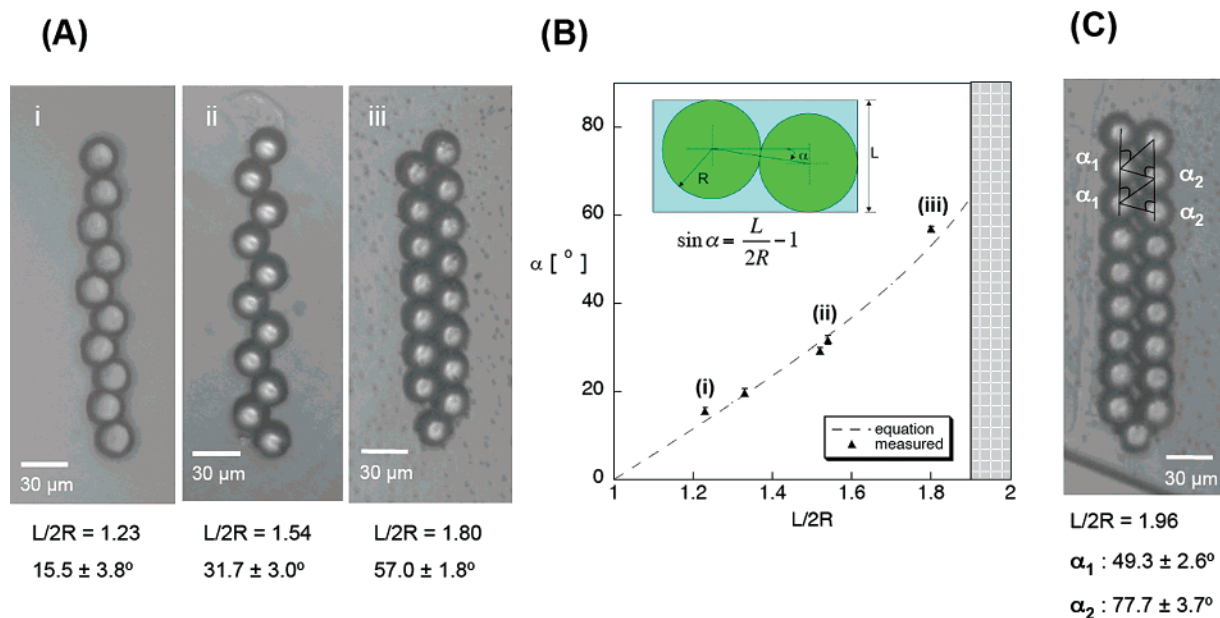 (A)
i
30 μm
L/2R = 1.23
15.5 ± 3.8º
ii
30 μm
L/2R = 1.54
31.7 ± 3.0º
iii
30 μm
L/2R = 1.80
57.0 ± 1.8º
(B)
α [ º ]
80
60
40
20
0
1
1.2
1.4
1.6
1.8
2
L/2R
R
α
L
sin α = L/2R − 1
(i)
(ii)
(iii)
equation
measured
(C)
α1
α2
α1
α2
30 μm
L/2R = 1.96
α1 : 49.3 ± 2.6º
α2 : 77.7 ± 3.7º